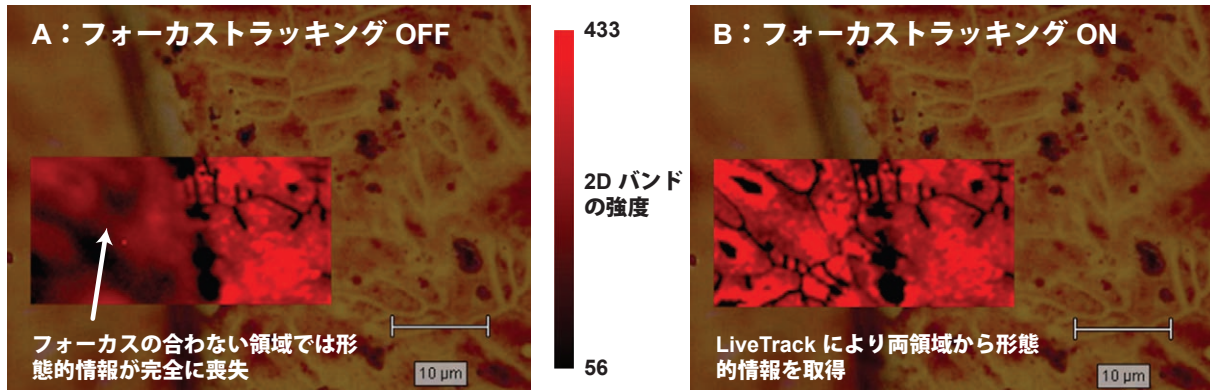 A：フォーカストラッキング OFF
フォーカスの合わない領域では形
態的情報が完全に喪失
10 µm
433
2D バンド
の強度
56
B：フォーカストラッキング ON
LiveTrack により両領域から形態
的情報を取得
10 µm